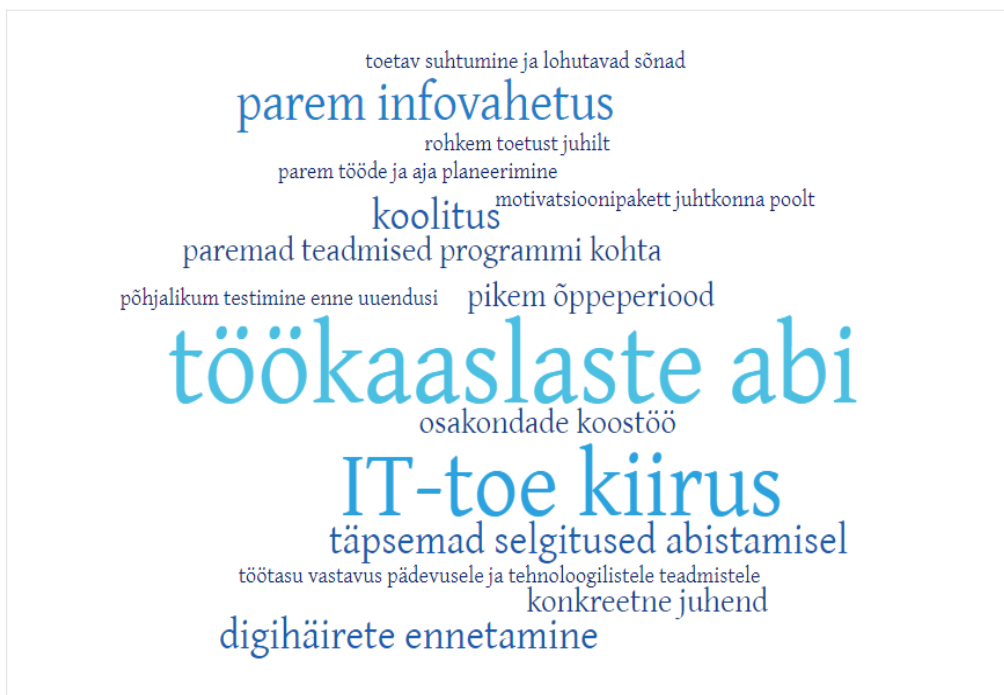 toetav suhtumine ja lohutavad sõnad
parem infovahetus
rohkem toetust juhilt
parem tööde ja aja planeerimine
motivatsioonipakett juhtkonna poolt
koolitus
paremad teadmised programmi kohta
põhjalikum testimine enne uuendusi
pikem õppeperiood
töökaaslaste abi
osakondade koostöö
IT-toe kiirus
täpsemad selgitused abistamisel
töötasu vastavus pädevusele ja tehnoloogilistele teadmistele
konkreetne juhend
digihäirete ennetamine